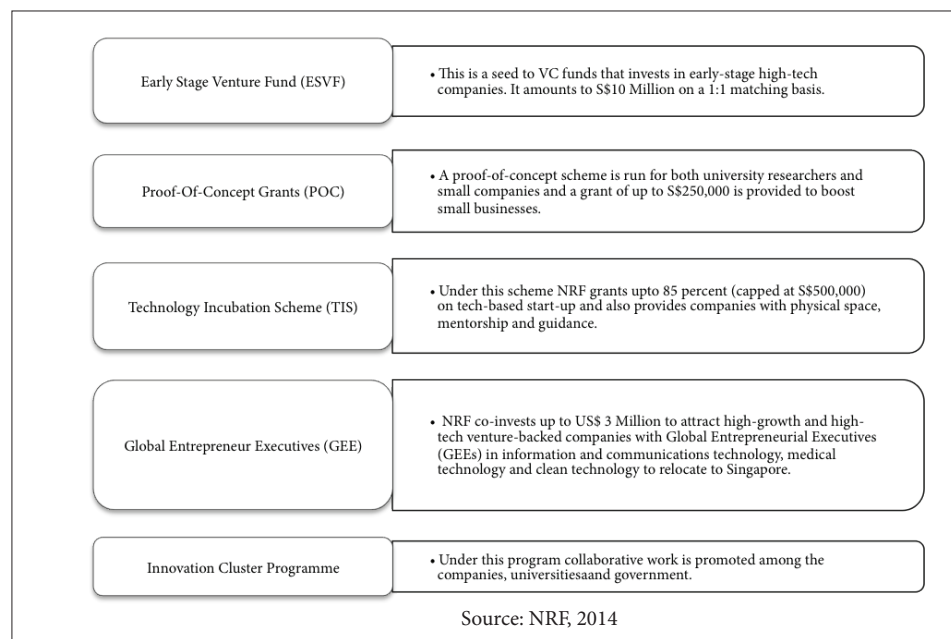 Early Stage Venture Fund (ESVF)
• This is a seed to VC funds that invests in early-stage high-tech
companies. It amounts to S$10 Million on a 1:1 matching basis.
Proof-Of-Concept Grants (POC)
• A proof-of-concept scheme is run for both university researchers and
small companies and a grant of up to S$250,000 is provided to boost
small businesses.
Technology Incubation Scheme (TIS)
• Under this scheme NRF grants upto 85 percent (capped at S$500,000)
on tech-based start-up and also provides companies with physical space,
mentorship and guidance.
Global Entrepreneur Executives (GEE)
• NRF co-invests up to US$ 3 Million to attract high-growth and high-
tech venture-backed companies with Global Entrepreneurial Executives
(GEEs) in information and communications technology, medical
technology and clean technology to relocate to Singapore.
Innovation Cluster Programme
• Under this program collaborative work is promoted among the
companies, universitiesaand government.
Source: NRF, 2014